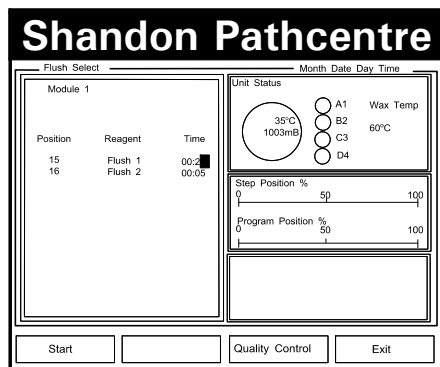 Shandon Pathcentre
Flush Select
Month Date Day Time
Module 1
Position Reagent Time
15 Flush 1 00:2
16 Flush 2 00:05
Unit Status
35°C
1003mB
A1
B2
C3
D4
Wax Temp
60°C
Step Position %
0 50 100
Program Position %
0 50 100
Start
Quality Control
Exit